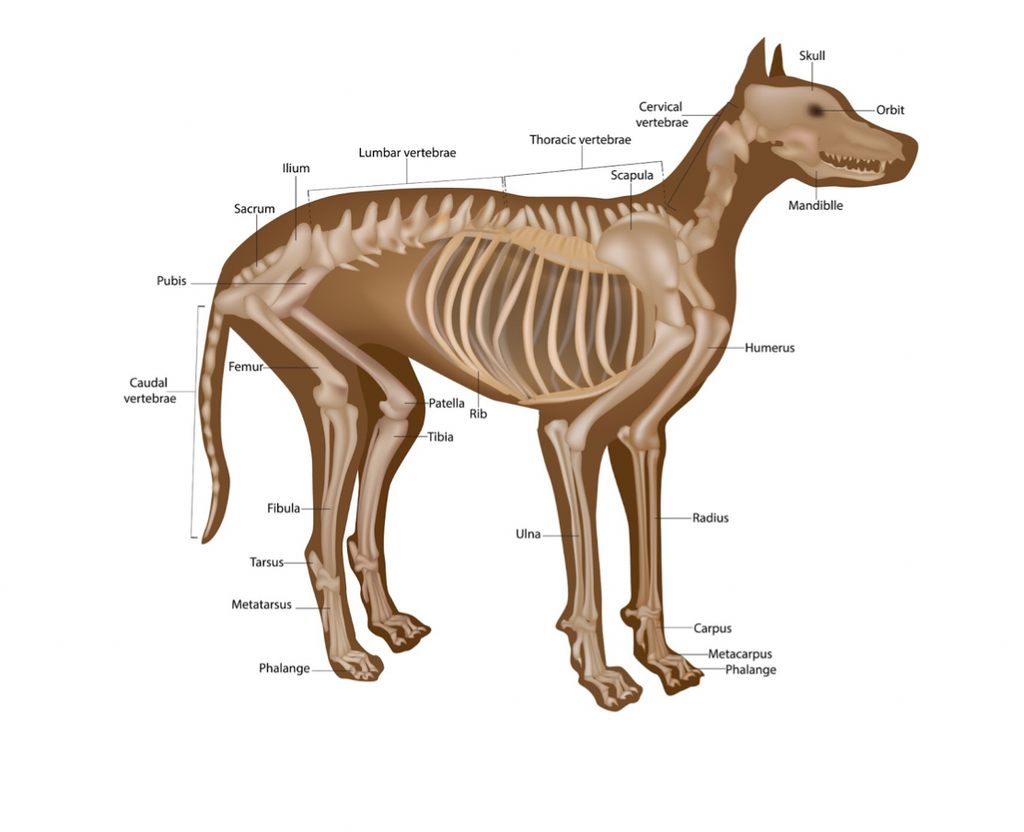 Skull
Orbit
Cervical
vertebrae
Thoracic vertebrae
Lumbar vertebrae
Ilium
Scapula
Sacrum
Mandiblle
Pubis
Humerus
Femur
Caudal
vertebrae
Patella
Rib
Tibia
Fibula
Radius
Ulna
Tarsus
Metatarsus
Carpus
Metacarpus
Phalange
Phalange